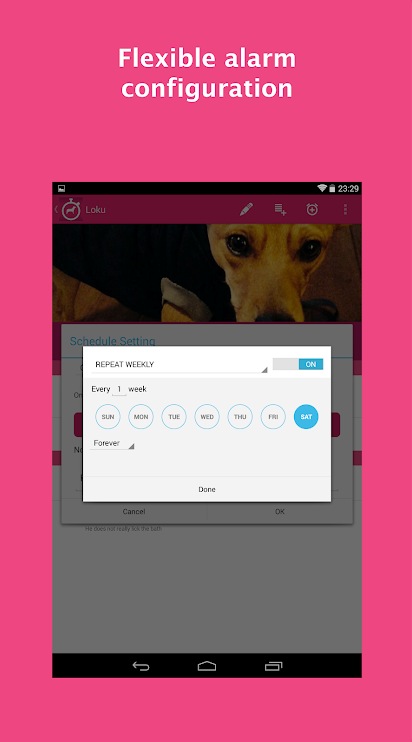 Flexible alarm
configuration
23:29
Loku
Schedule Setting
REPEAT WEEKLY
ON
Every 1 week
SUN MON TUE WED THU FRI SAT
Forever
No
Done
Cancel OK
He does not really like the bath